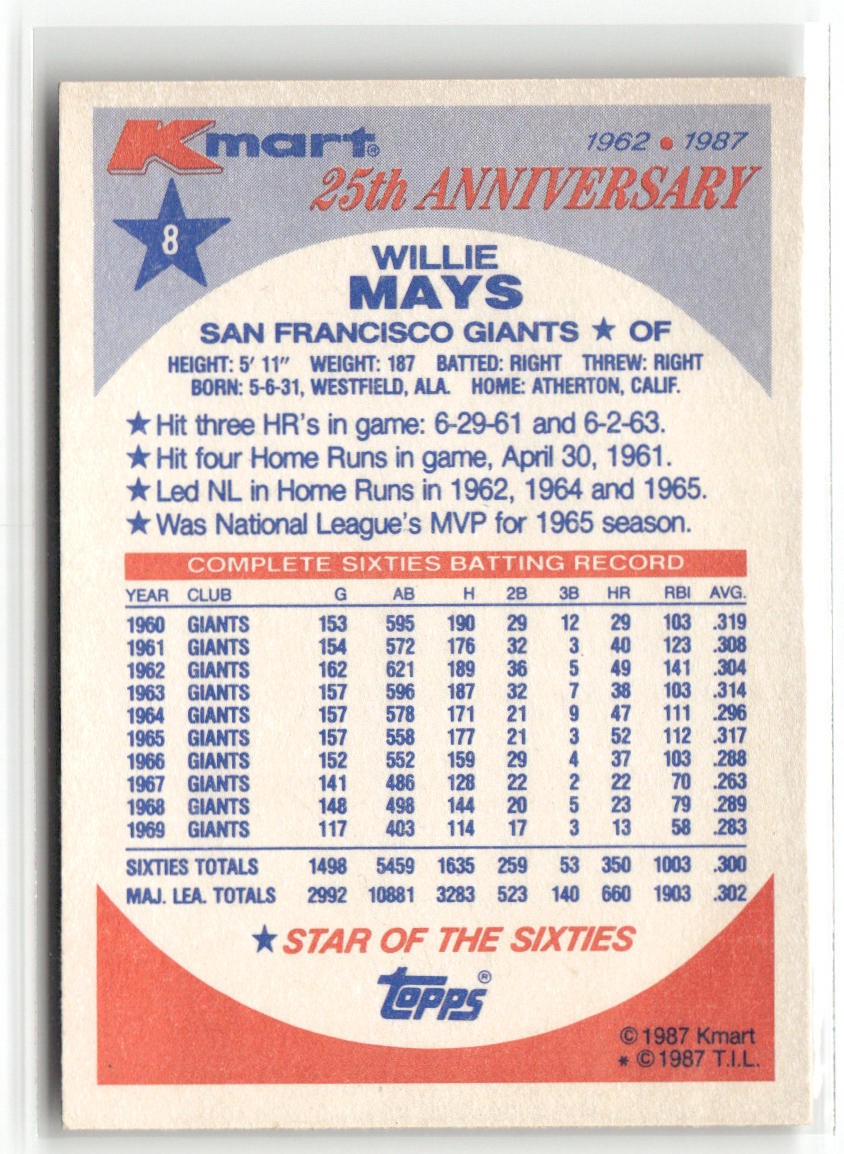 Kmart® 1962 • 1987
25th ANNIVERSARY
8
WILLIE
MAYS
SAN FRANCISCO GIANTS ★ OF
HEIGHT: 5' 11" WEIGHT: 187 BATTED: RIGHT THREW: RIGHT
BORN: 5-6-31, WESTFIELD, ALA. HOME: ATHERTON, CALIF.
★ Hit three HR's in game: 6-29-61 and 6-2-63.
★ Hit four Home Runs in game, April 30, 1961.
★ Led NL in Home Runs in 1962, 1964 and 1965.
★ Was National League's MVP for 1965 season.
COMPLETE SIXTIES BATTING RECORD
YEAR CLUB G AB H 2B 3B HR RBI AVG.
1960 GIANTS 153 595 190 29 12 29 103 .319
1961 GIANTS 154 572 176 32 3 40 123 .308
1962 GIANTS 162 621 189 36 5 49 141 .304
1963 GIANTS 157 596 187 32 7 38 103 .314
1964 GIANTS 157 578 171 21 9 47 111 .296
1965 GIANTS 157 558 177 21 3 52 112 .317
1966 GIANTS 152 552 159 29 4 37 103 .288
1967 GIANTS 141 486 128 22 2 22 70 .263
1968 GIANTS 148 498 144 20 5 23 79 .289
1969 GIANTS 117 403 114 17 3 13 58 .283
SIXTIES TOTALS 1498 5459 1635 259 53 350 1003 .300
MAJ. LEA. TOTALS 2992 10881 3283 523 140 660 1903 .302
★ STAR OF THE SIXTIES
topps®
© 1987 Kmart
* © 1987 T.I.L.